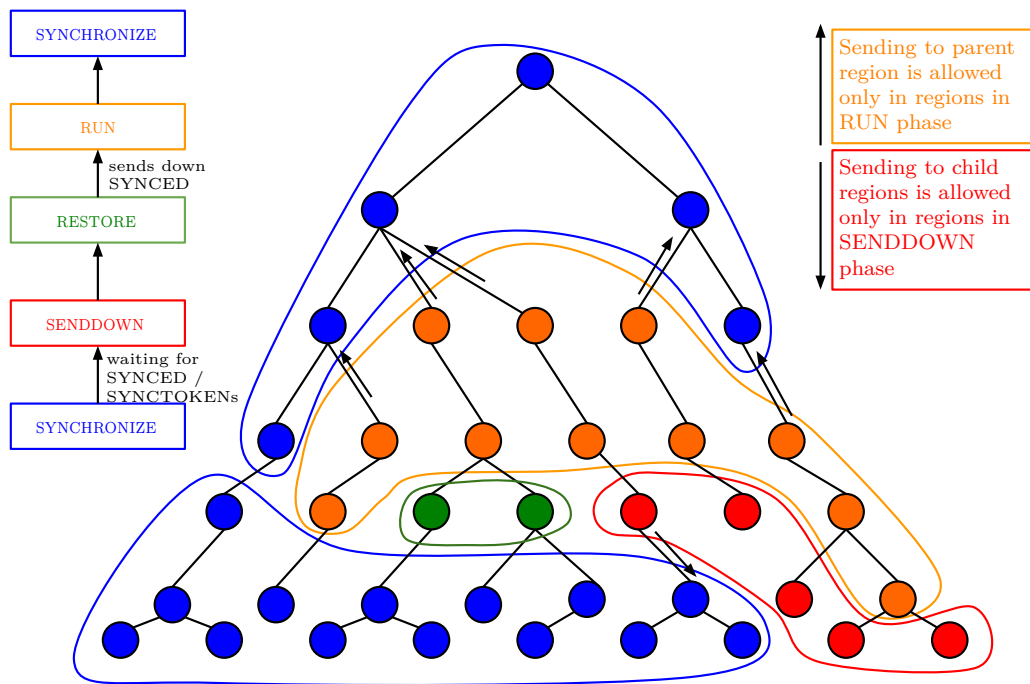 SYNCHRONIZE
RUN
sends down
SYNCED
RESTORE
SENDDOWN
waiting for
SYNCED /
SYNCTOKENs
SYNCHRONIZE
Sending to parent
region is allowed
only in regions in
RUN phase
Sending to child
regions is allowed
only in regions in
SENDDOWN
phase